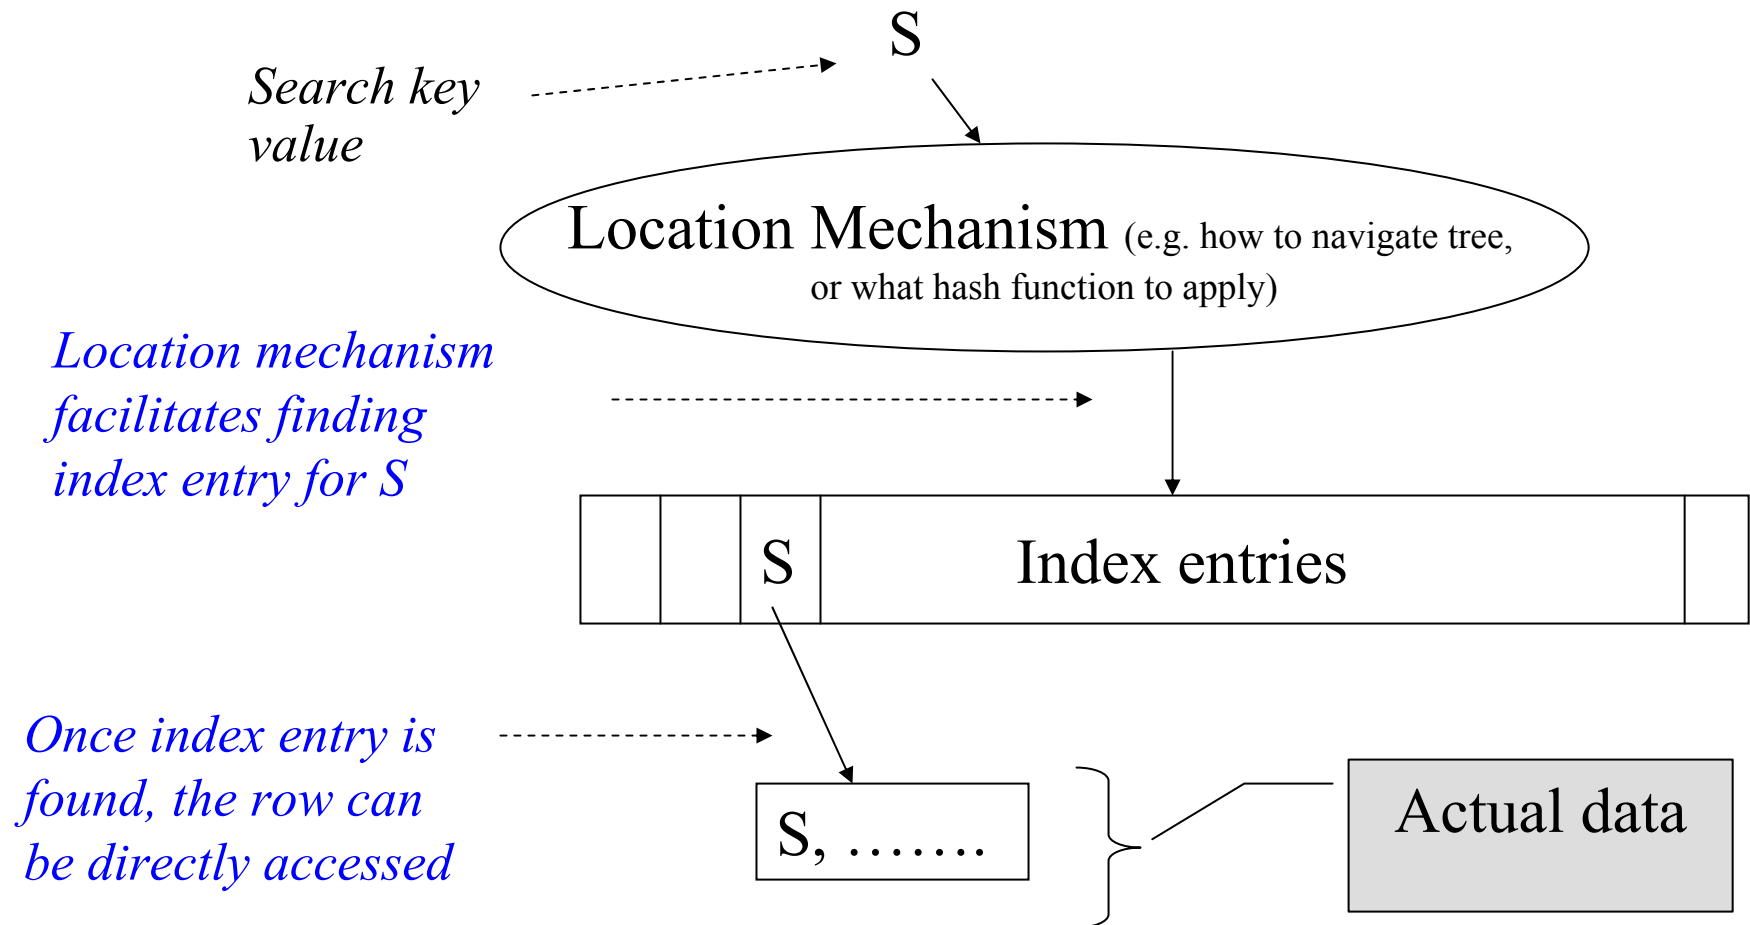 S
Search key
value
Location Mechanism (e.g. how to navigate tree,
or what hash function to apply)
Location mechanism
facilitates finding
index entry for S
S
Index entries
Once index entry is
found, the row can
be directly accessed
S, …….
Actual data